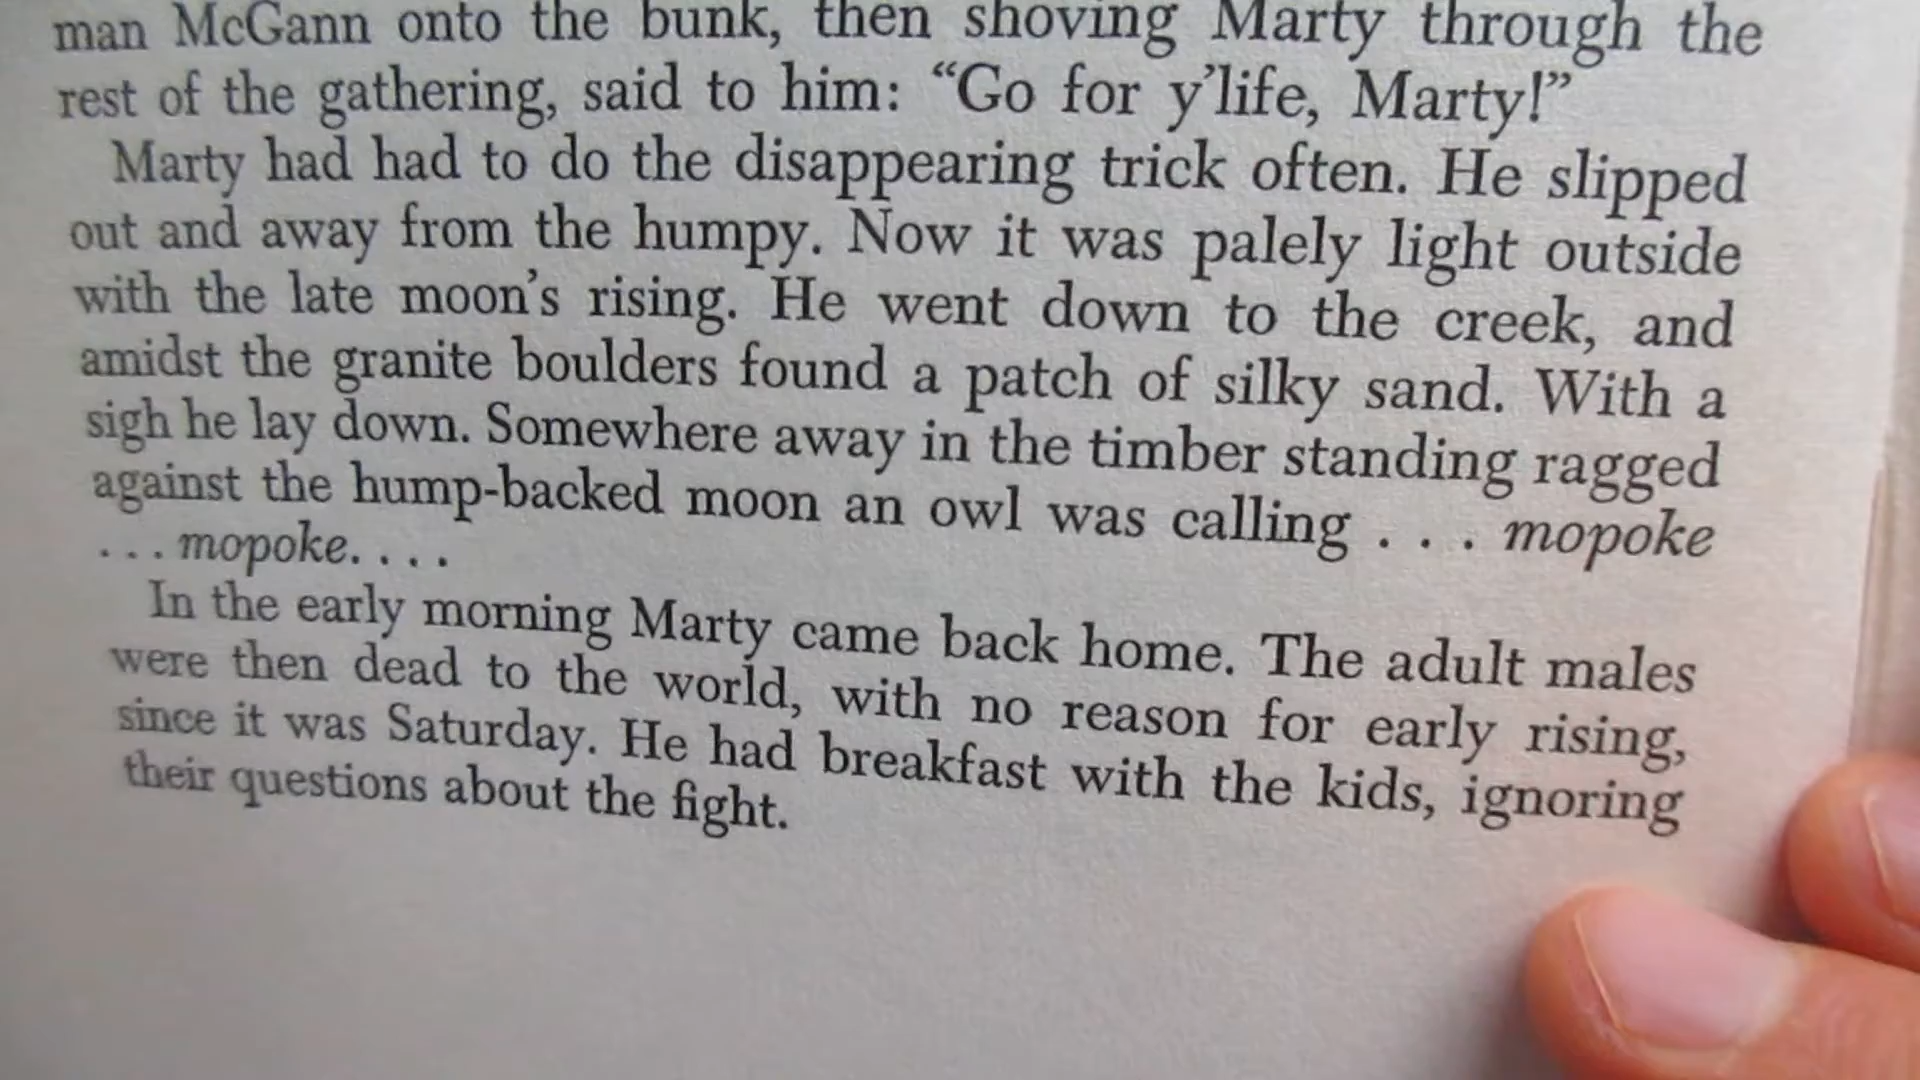 man McGann onto the bunk, then shoving Marty through the
rest of the gathering, said to him: “Go for y’life, Marty!”
Marty had had to do the disappearing trick often. He slipped
out and away from the humpy. Now it was palely light outside
with the late moon’s rising. He went down to the creek, and
amidst the granite boulders found a patch of silky sand. With a
sigh he lay down. Somewhere away in the timber standing ragged
against the hump-backed moon an owl was calling . . . mopoke
. . . mopoke. . . .
In the early morning Marty came back home. The adult males
were then dead to the world, with no reason for early rising,
since it was Saturday. He had breakfast with the kids, ignoring
their questions about the fight.